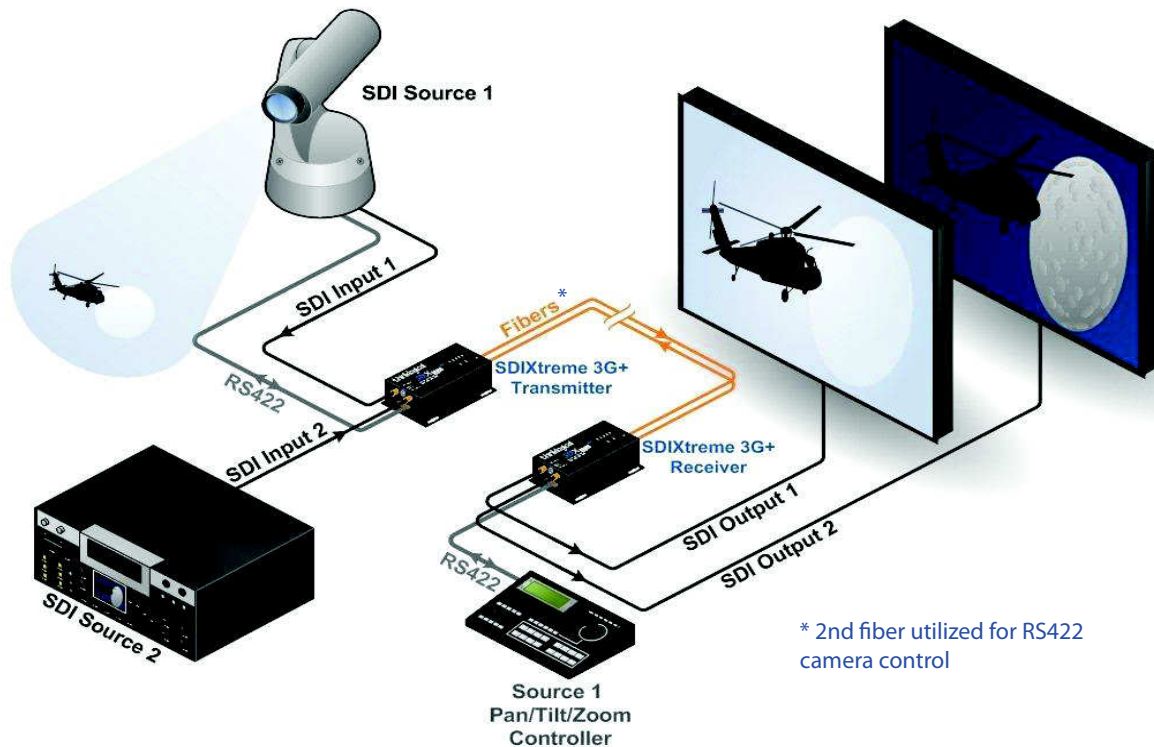 SDI Source 1
SDI Input 1
Fibers*
SDIXtreme 3G+
Transmitter
RS422
SDI Input 2
SDIXtreme 3G+
Receiver
SDI Output 1
SDI Output 2
RS422
SDI Source 2
* 2nd fiber utilized for RS422
camera control
Source 1
Pan/Tilt/Zoom
Controller